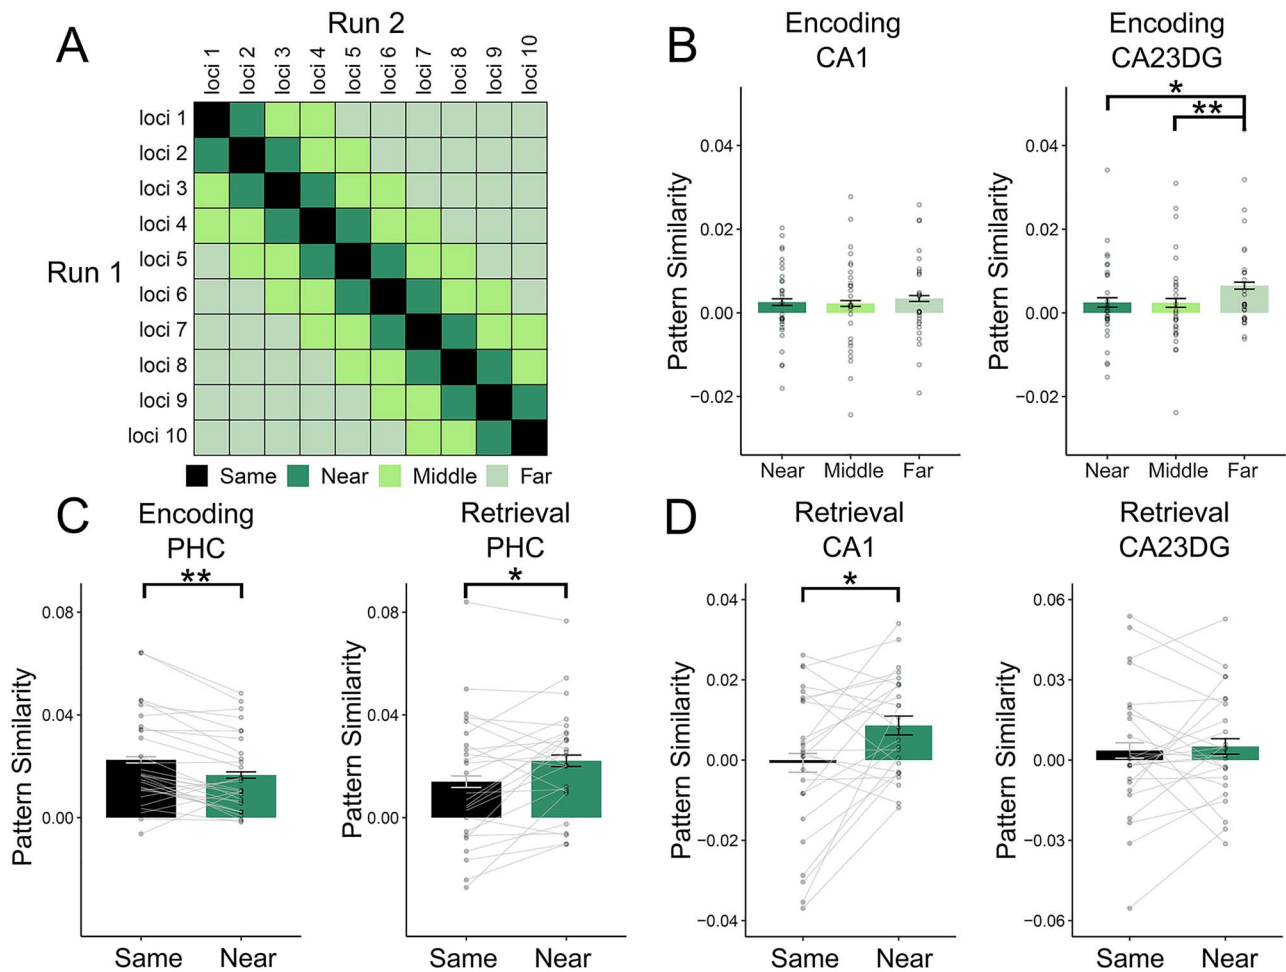 A
Run 2
loci 1
loci 2
loci 3
loci 4
loci 5
loci 6
loci 7
loci 8
loci 9
loci 10
Run 1
loci 1
loci 2
loci 3
loci 4
loci 5
loci 6
loci 7
loci 8
loci 9
loci 10
Same Near Middle Far
B
Encoding
CA1
Pattern Similarity
0.04
0.02
0.00
−0.02
Near Middle Far
Encoding
CA23DG
*
**
Pattern Similarity
0.04
0.02
0.00
−0.02
Near Middle Far
C
Encoding
PHC
**
Pattern Similarity
0.08
0.04
0.00
Same Near
Retrieval
PHC
*
Pattern Similarity
0.08
0.04
0.00
Same Near
D
Retrieval
CA1
*
Pattern Similarity
0.04
0.02
0.00
−0.02
−0.04
Same Near
Retrieval
CA23DG
Pattern Similarity
0.06
0.03
0.00
−0.03
−0.06
Same Near